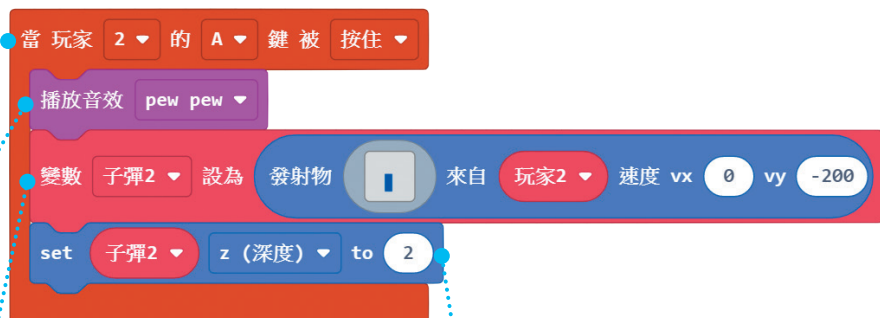 當 玩家 2 的 A 鍵 被 按住
播放音效 pew pew
變數 子彈2 設為 發射物 來自 玩家2 速度 vx 0 vy -200
set 子彈2 z (深度) to 2